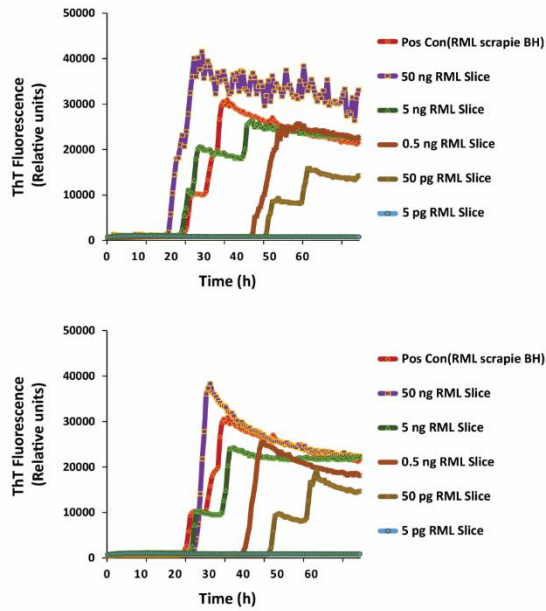 50000
40000
30000
20000
10000
0
ThT Fluorescence
(Relative units)
0 10 20 30 40 50 60
Time (h)
Pos Con(RML scrapie BH)
50 ng RML Slice
5 ng RML Slice
0.5 ng RML Slice
50 pg RML Slice
5 pg RML Slice
50000
40000
30000
20000
10000
0
ThT Fluorescence
(Relative units)
0 10 20 30 40 50 60
Time (h)
Pos Con(RML scrapie BH)
50 ng RML Slice
5 ng RML Slice
0.5 ng RML Slice
50 pg RML Slice
5 pg RML Slice